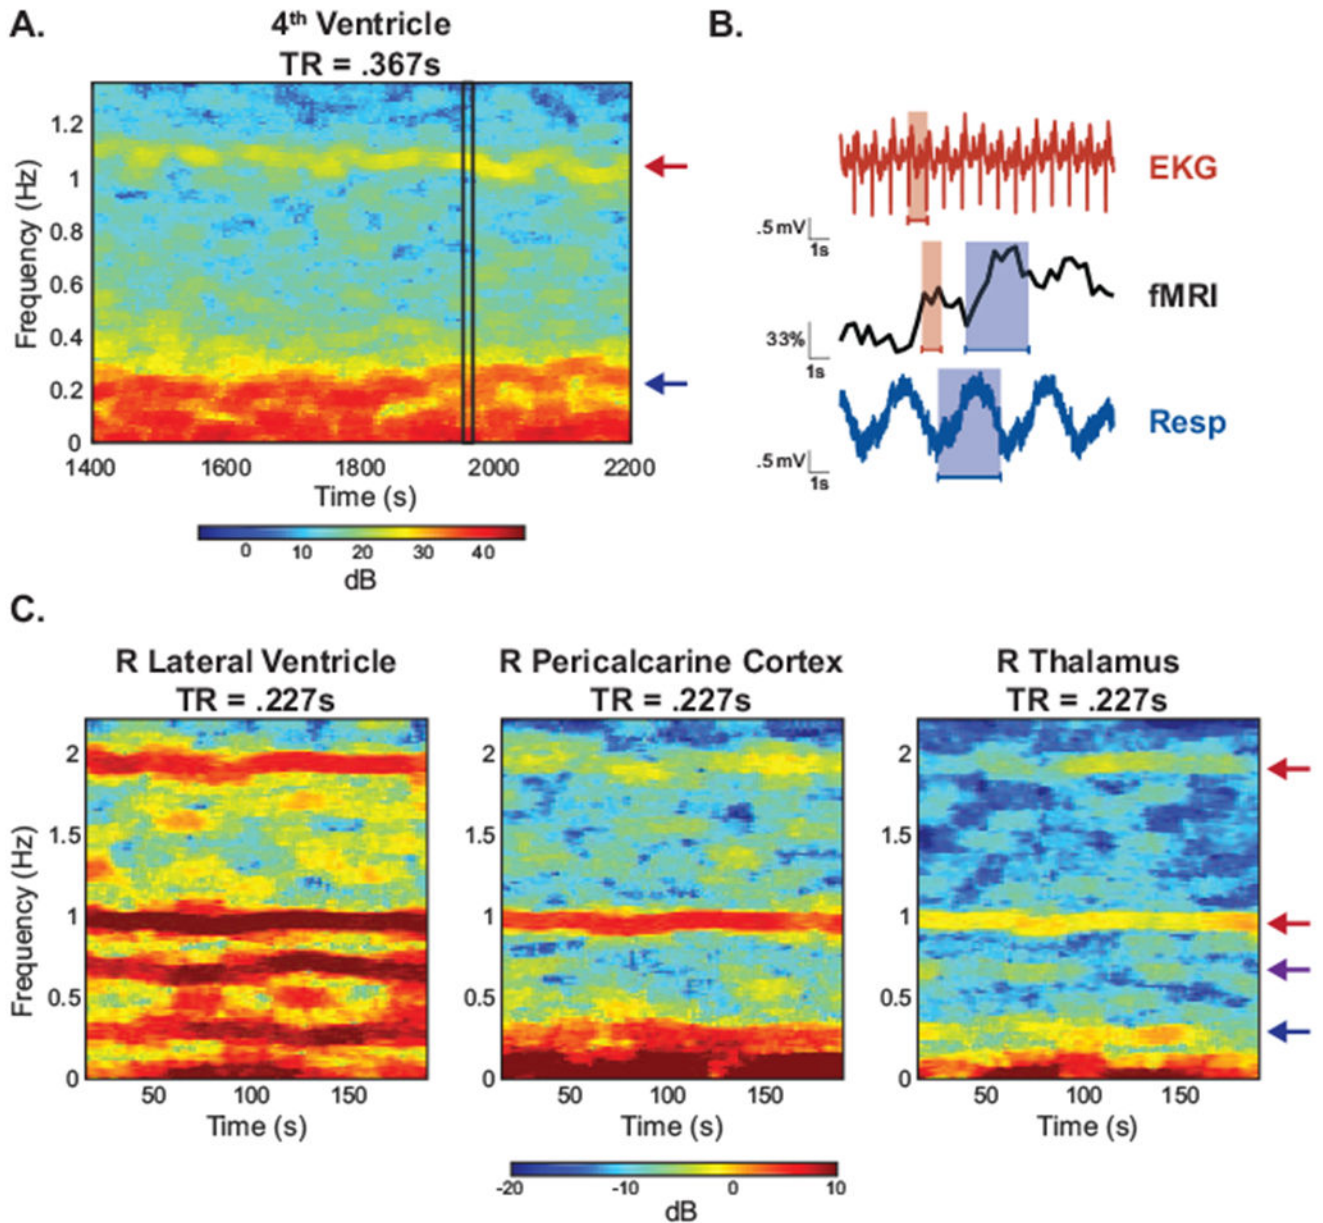 A.
4th Ventricle
TR = .367s
Frequency (Hz)
1.2
1
0.8
0.6
0.4
0.2
0
1400 1600 1800 2000 2200
Time (s)
0 10 20 30 40
dB
B.
EKG
.5 mV
1s
fMRI
33%
1s
Resp
.5 mV
1s
C.
R Lateral Ventricle
TR = .227s
Frequency (Hz)
2
1.5
1
0.5
0
50 100 150
Time (s)
R Pericalcarine Cortex
TR = .227s
2
1.5
1
0.5
0
50 100 150
Time (s)
R Thalamus
TR = .227s
2
1.5
1
0.5
0
50 100 150
Time (s)
-20 -10 0 10
dB